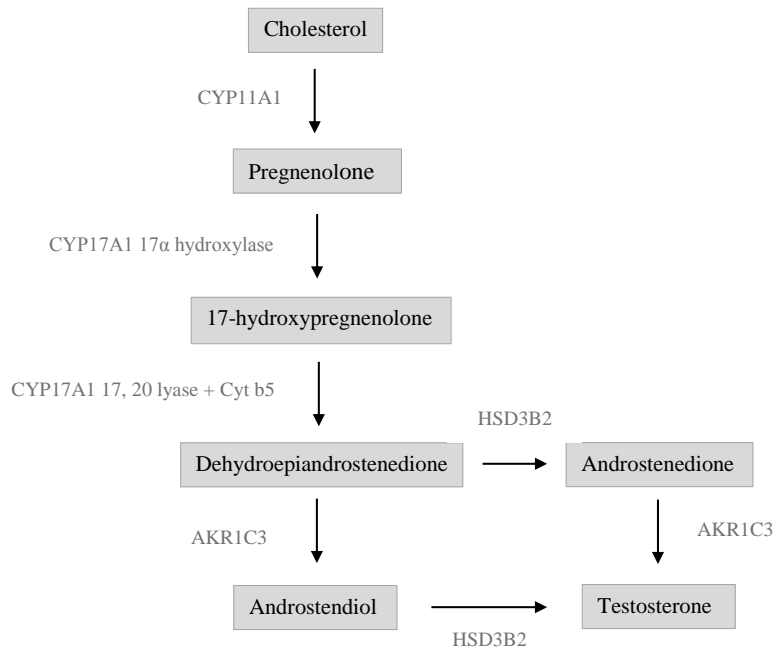 Cholesterol
CYP11A1
Pregnenolone
CYP17A1 17α hydroxylase
17-hydroxypregnenolone
CYP17A1 17, 20 lyase + Cyt b5
HSD3B2
Dehydroepiandrostenedione
Androstenedione
AKR1C3
AKR1C3
Androstendiol
Testosterone
HSD3B2